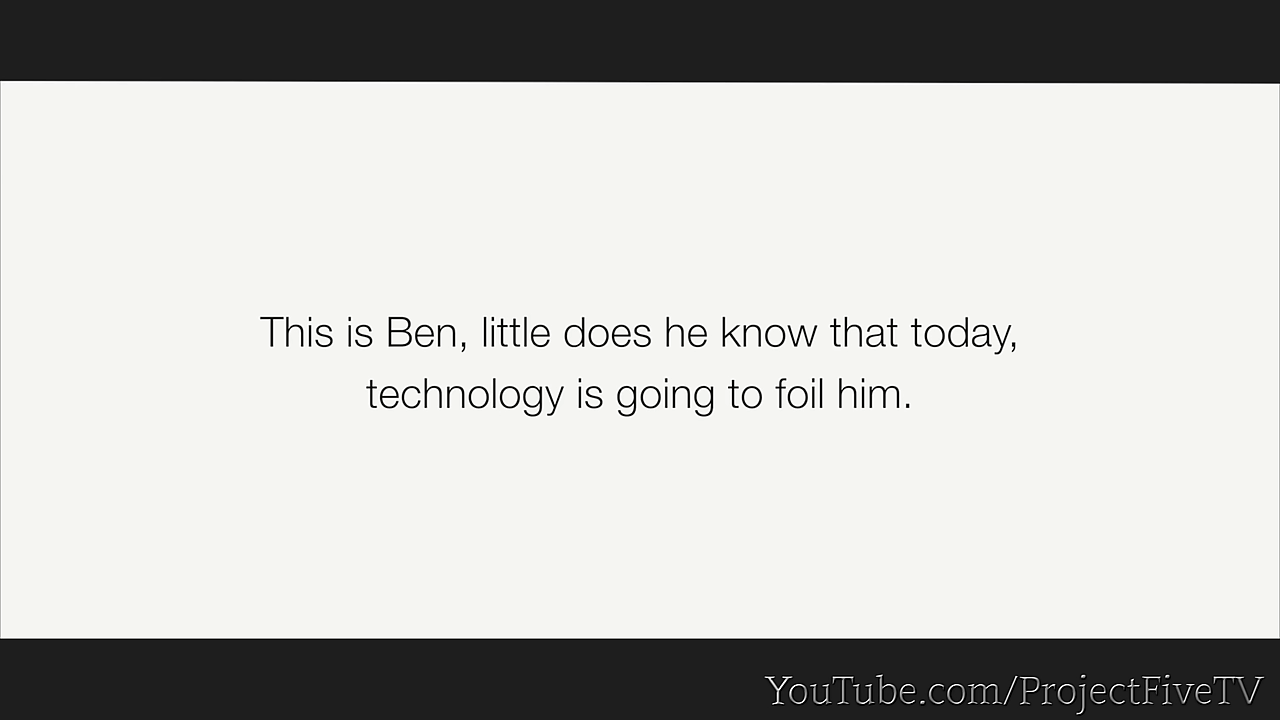 This is Ben, little does he know that today,
technology is going to foil him.
YouTube.com/ProjectFiveTV